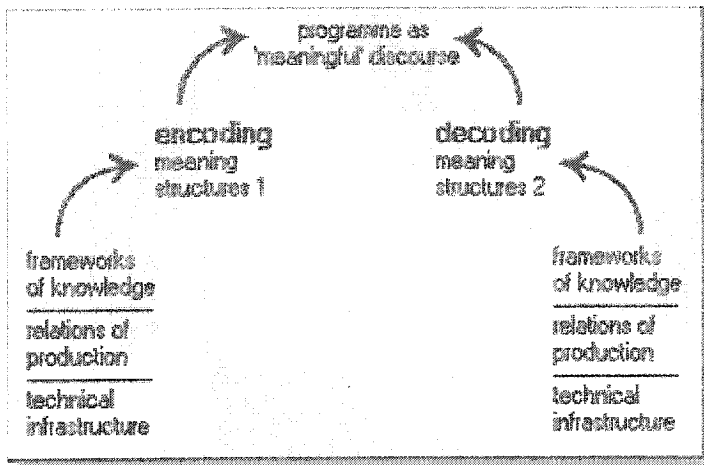 programme as
'meaningful' discourse
encoding
meaning
structures 1
decoding
meaning
structures 2
frameworks
of knowledge
relations of
production
technical
infrastructure
frameworks
of knowledge
relations of
production
technical
infrastructure